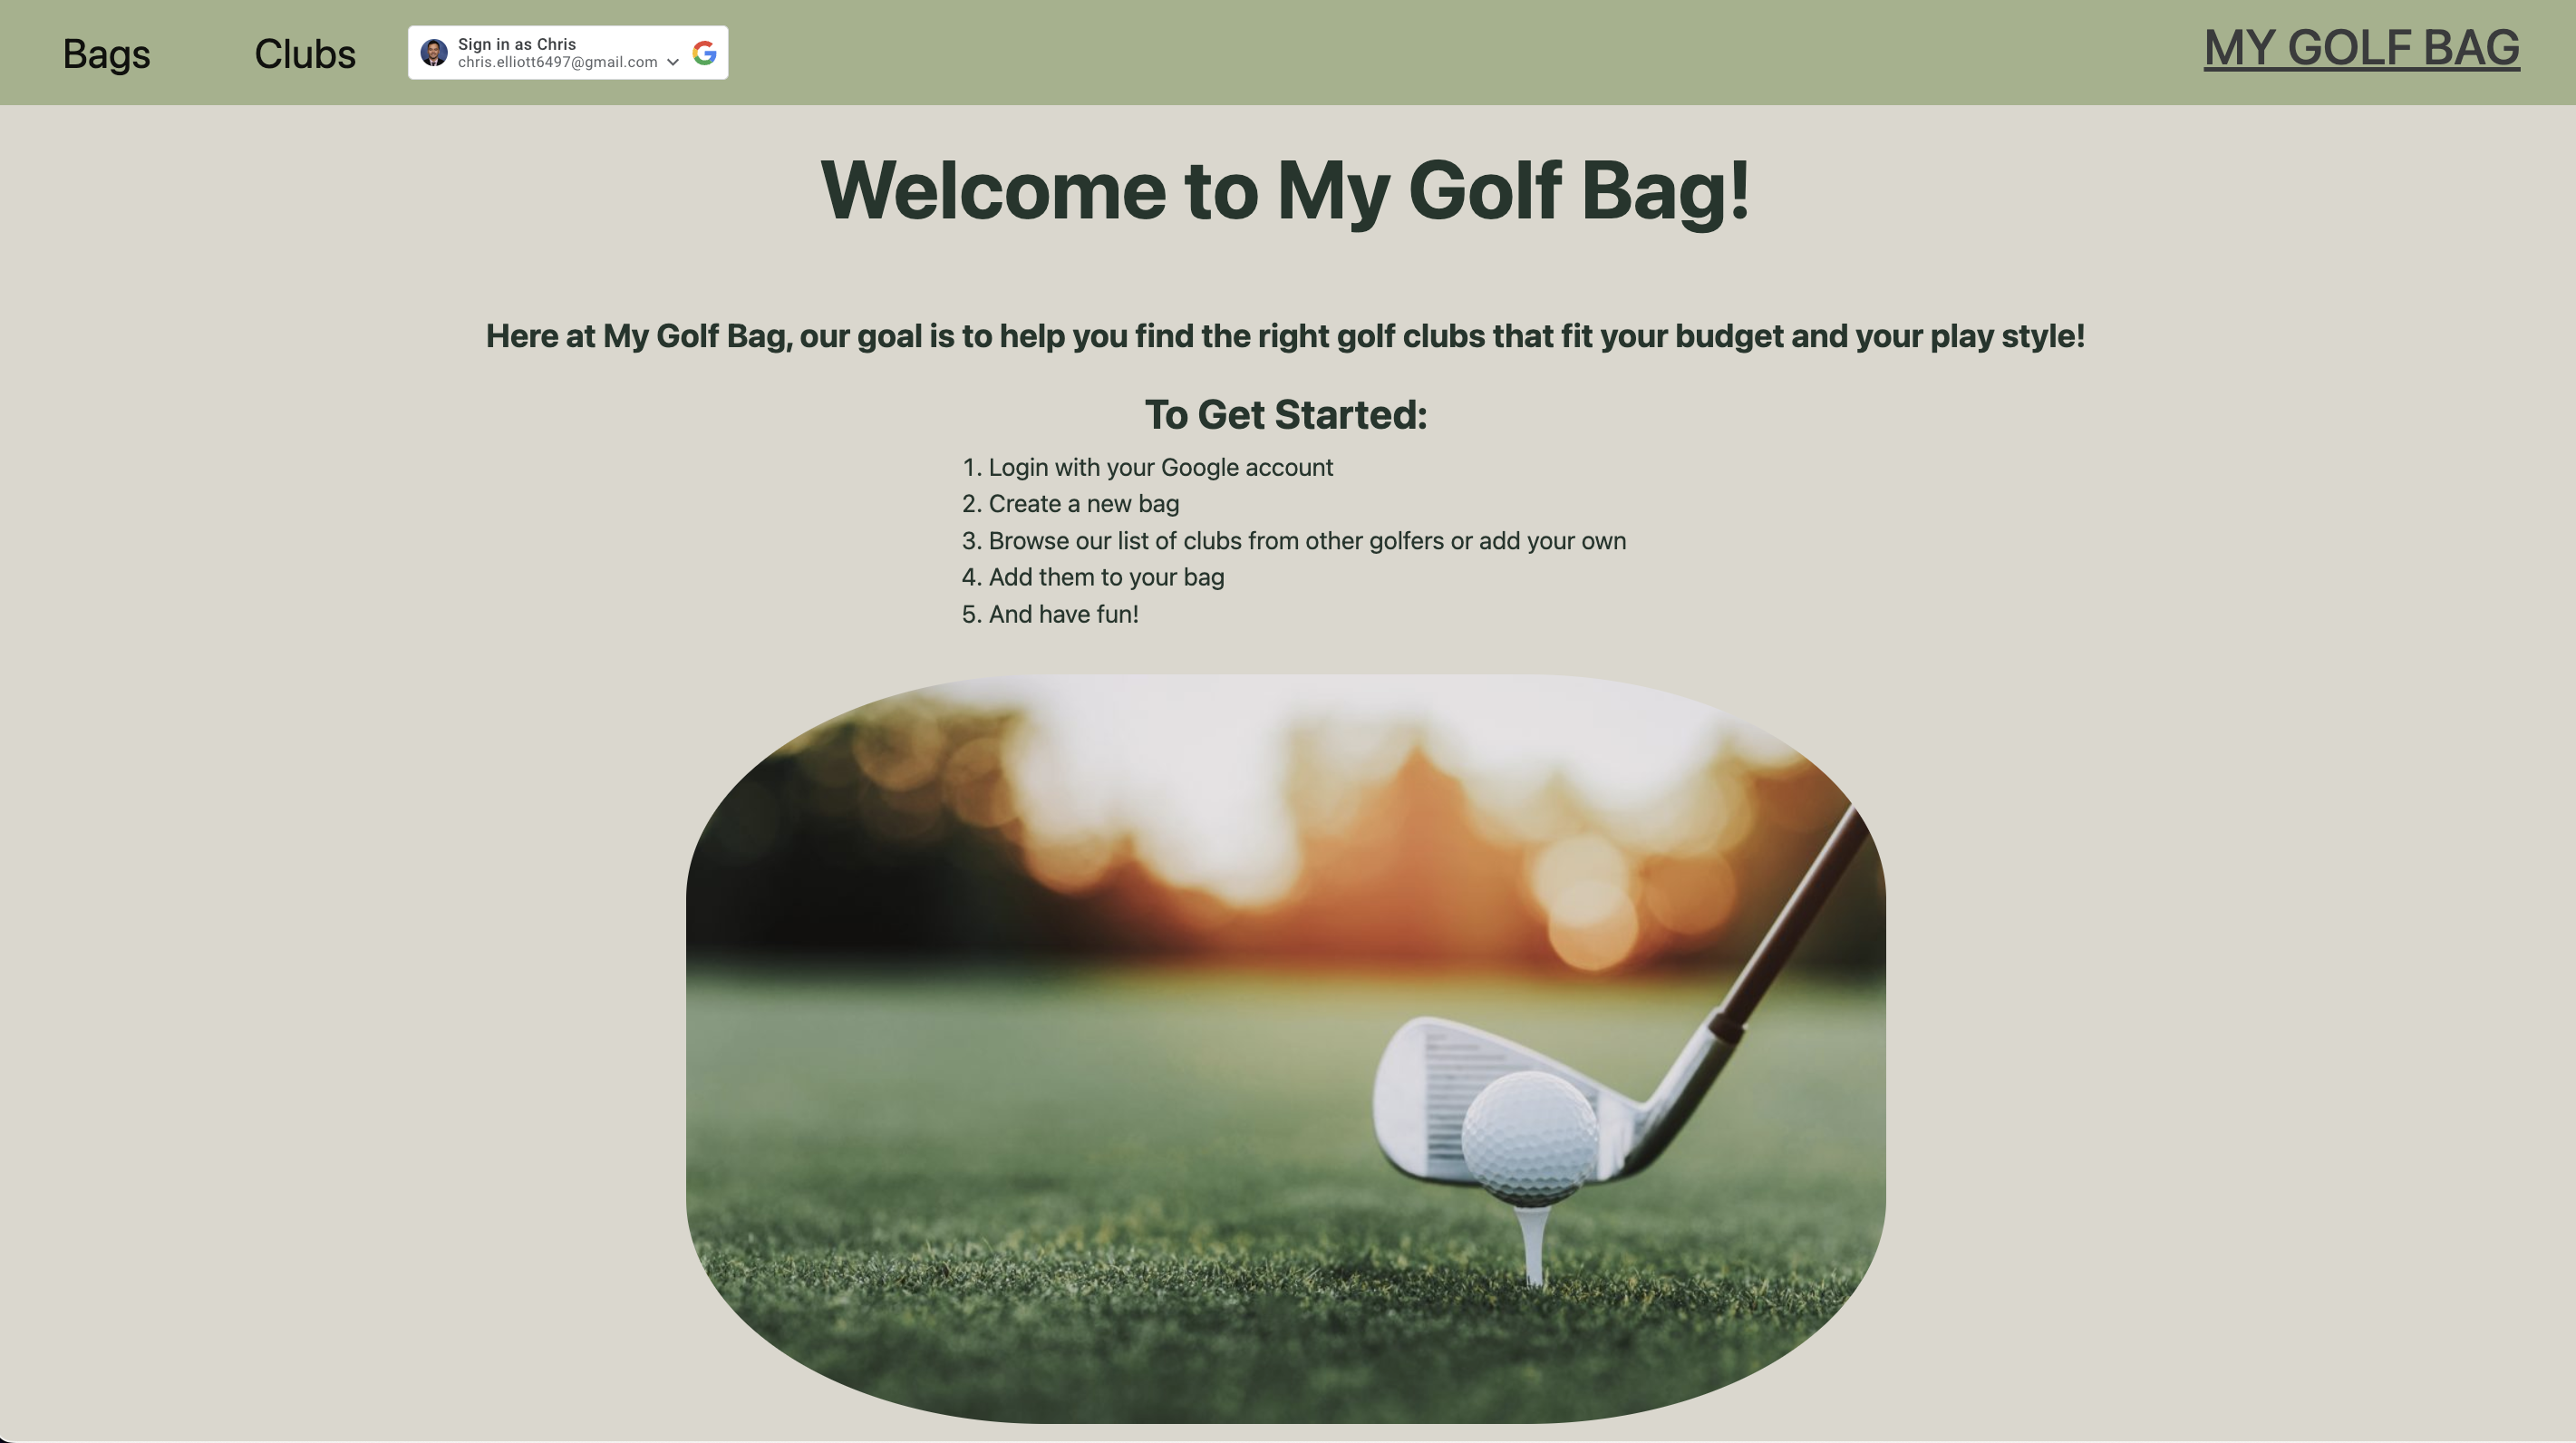 Bags
Clubs
Sign in as Chris
chris.elliott6497@gmail.com
MY GOLF BAG
Welcome to My Golf Bag!
Here at My Golf Bag, our goal is to help you find the right golf clubs that fit your budget and your play style!
To Get Started:
1. Login with your Google account
2. Create a new bag
3. Browse our list of clubs from other golfers or add your own
4. Add them to your bag
5. And have fun!